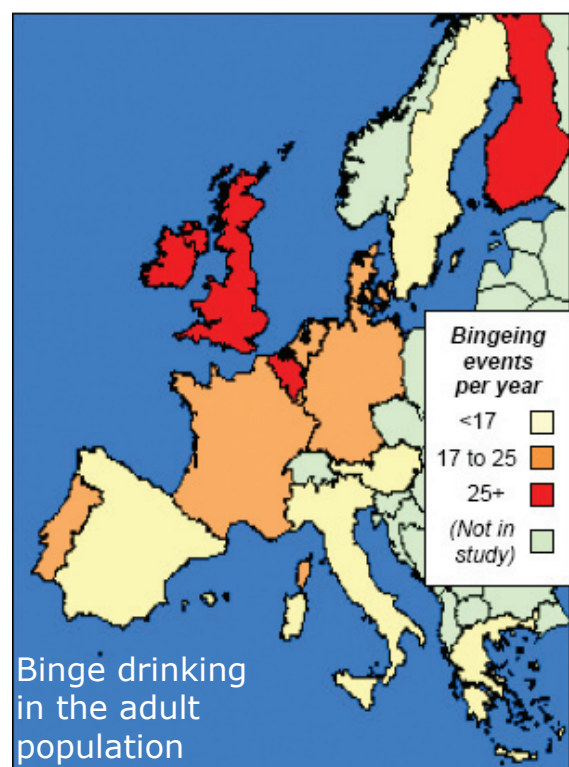 Bingeing
events
per year
<17
17 to 25
25+
(Not in
study)
Binge drinking
in the adult
population